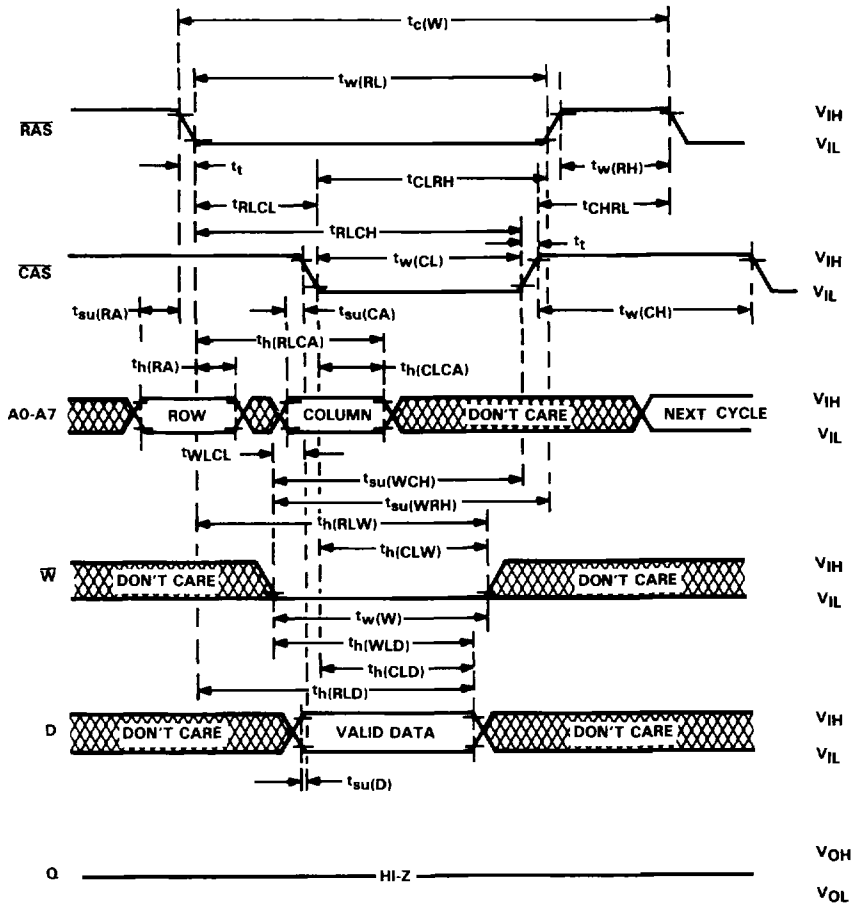 tc(W)
tw(RL)
RAS
VIH
VIL
tt
tCLRH
tw(RH)
tRLCL
tCHRL
tRLCH
tt
CAS
tw(CL)
VIH
VIL
tsu(RA)
tsu(CA)
tw(CH)
th(RLCA)
th(RA)
th(CLCA)
A0-A7
ROW
COLUMN
DON'T CARE
NEXT CYCLE
VIH
VIL
tWLCL
tsu(WCH)
tsu(WRH)
th(RLW)
th(CLW)
W
DON'T CARE
DON'T CARE
VIH
VIL
tw(W)
th(WLD)
th(CLD)
th(RLD)
D
DON'T CARE
VALID DATA
DON'T CARE
VIH
VIL
tsu(D)
Q
HI-Z
VOH
VOL